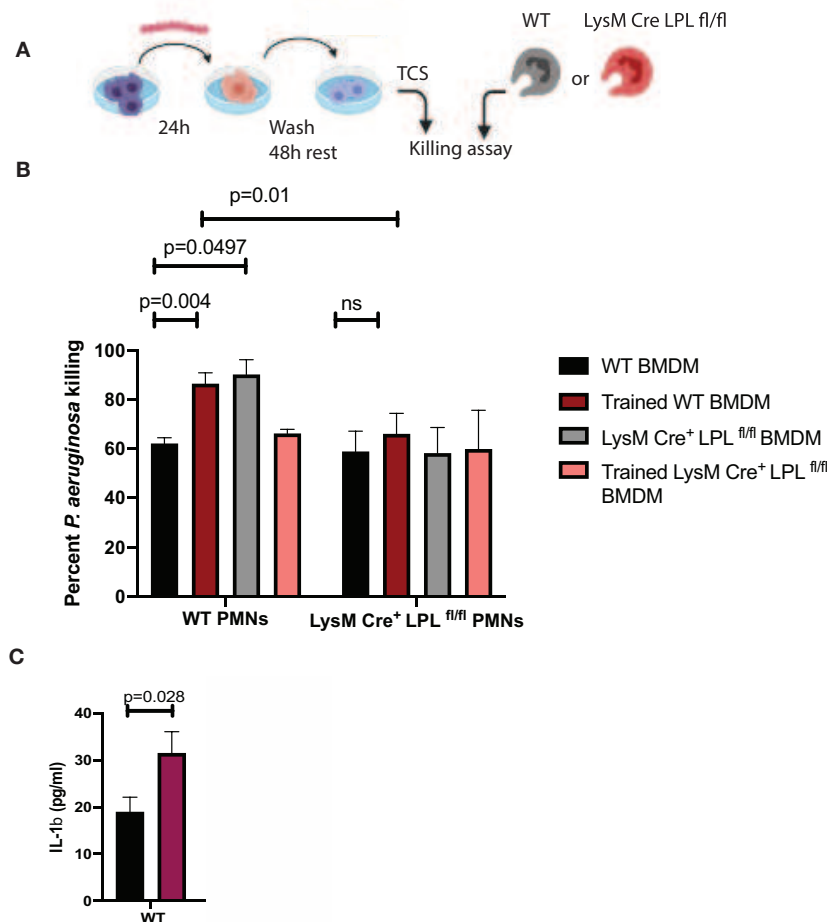 A
WT
LysM Cre LPL fl/fl
or
TCS
24h
Wash
48h rest
Killing assay
B
p=0.01
p=0.0497
p=0.004
ns
Percent P. aeruginosa killing
100
80
60
40
20
0
WT PMNs
LysM Cre+ LPL fl/fl PMNs
WT BMDM
Trained WT BMDM
LysM Cre+ LPL fl/fl BMDM
Trained LysM Cre+ LPL fl/fl
BMDM
C
p=0.028
IL-1b (pg/ml)
40
30
20
10
0
WT